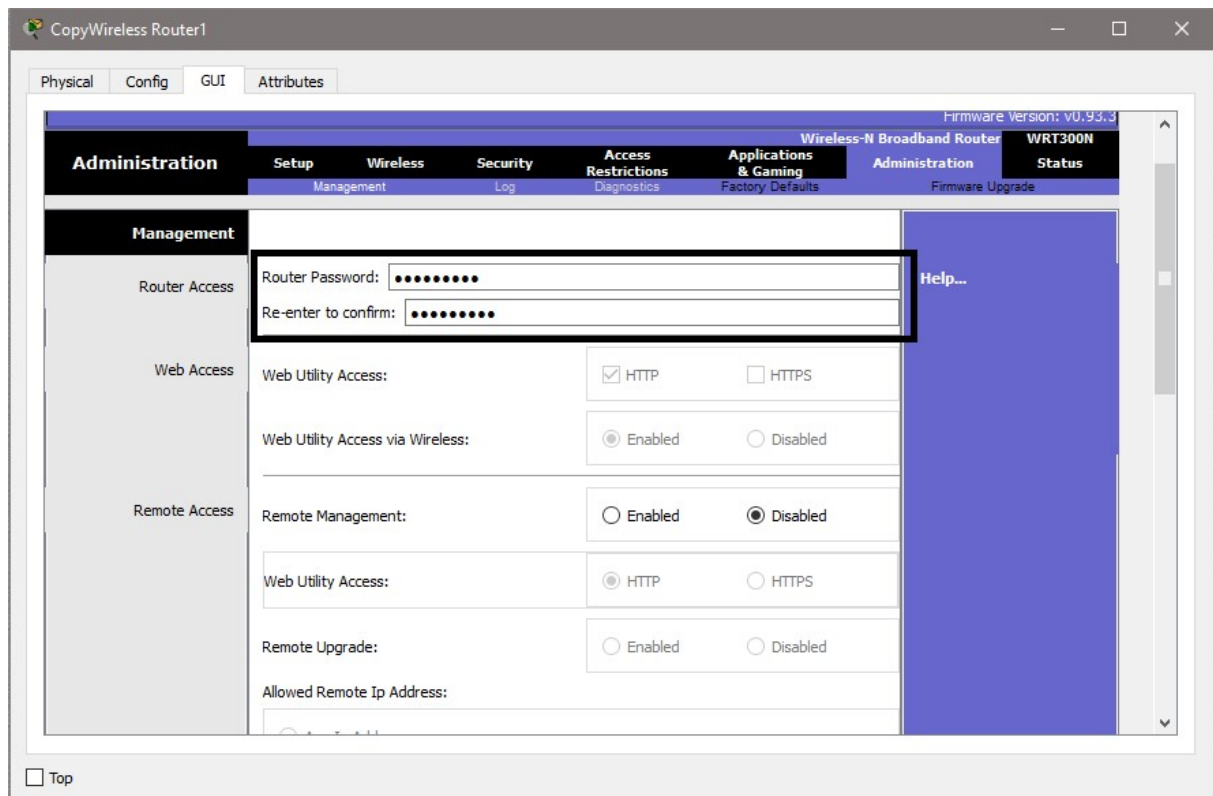 CopyWireless Router1
Physical Config GUI Attributes
Firmware Version: v0.93.3
Wireless-N Broadband Router WRT300N
Administration Setup Wireless Security Access Restrictions Applications & Gaming Administration Status
Management Log Diagnostics Factory Defaults Firmware Upgrade
Management
Router Access Router Password: ●●●●●●●●● Help...
Re-enter to confirm: ●●●●●●●●●
Web Access Web Utility Access: HTTP HTTPS
Web Utility Access via Wireless: Enabled Disabled
Remote Access Remote Management: Enabled Disabled
Web Utility Access: HTTP HTTPS
Remote Upgrade: Enabled Disabled
Allowed Remote Ip Address:
Top